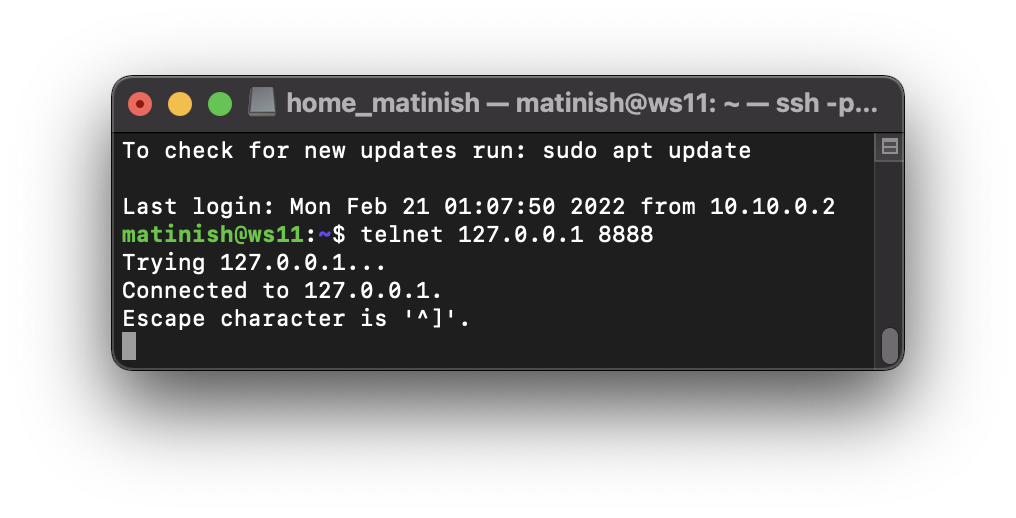 home_matinish — matinish@ws11: ~ — ssh -p...
To check for new updates run: sudo apt update
Last login: Mon Feb 21 01:07:50 2022 from 10.10.0.2
matinish@ws11:~$ telnet 127.0.0.1 8888
Trying 127.0.0.1...
Connected to 127.0.0.1.
Escape character is '^]'.